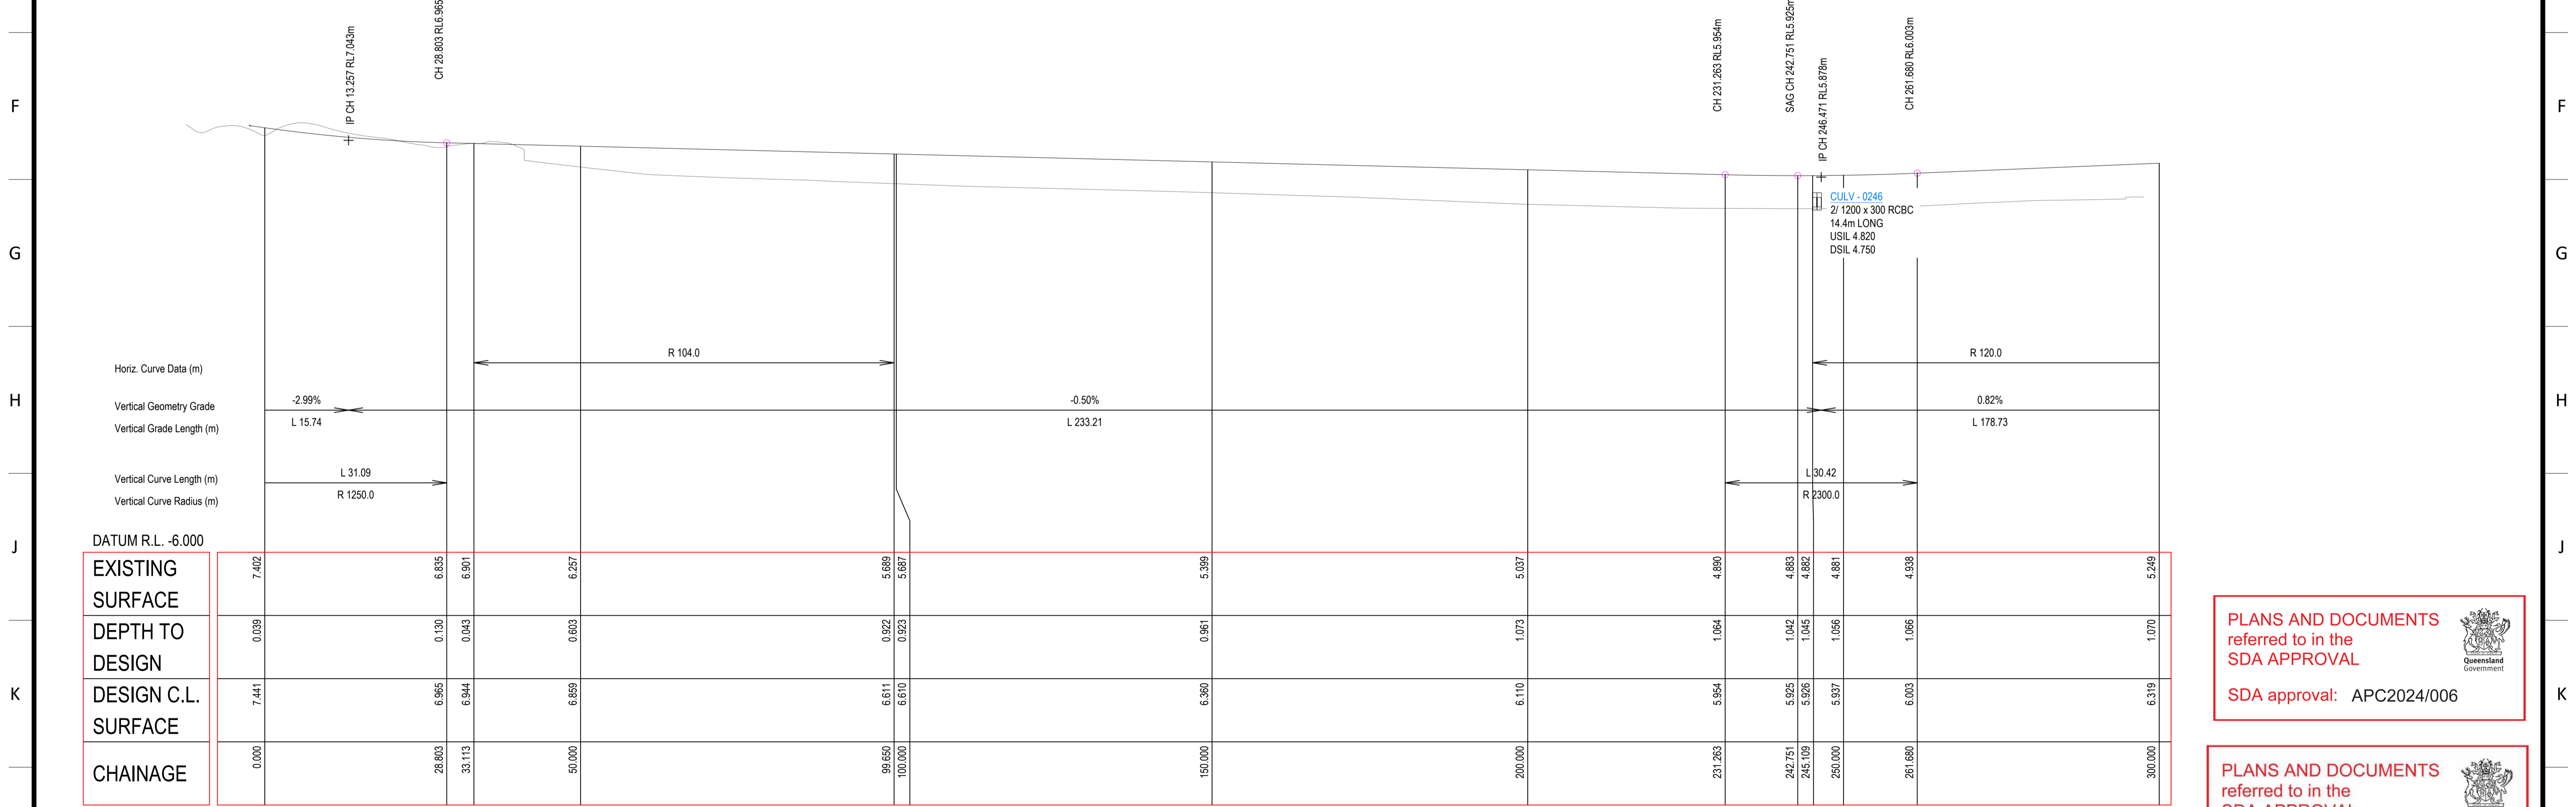 CH 28.803 RL6.965
IP CH 13.257 RL7.043m
CH 231.263 RL5.954m
SAG CH 242.751 RL5.925m
IP CH 246.471 RL5.878m
CH 261.680 RL6.003m
F
F
CULV - 0246
2/ 1200 x 300 RCBC
14.4m LONG
USIL 4.820
DSIL 4.750
G
G
Horiz. Curve Data (m)
R 104.0
R 120.0
H
H
Vertical Geometry Grade
-2.99%
-0.50%
0.82%
Vertical Grade Length (m)
L 15.74
L 233.21
L 178.73
Vertical Curve Length (m)
L 31.09
L 30.42
Vertical Curve Radius (m)
R 1250.0
R 2300.0
J
J
DATUM R.L. -6.000
EXISTING
SURFACE
7.402 6.835 6.901 6.257 5.689 5.687 5.399 5.037 4.890 4.883 4.882 4.881 4.938 5.249
DEPTH TO
DESIGN
0.039 0.130 0.043 0.603 0.922 0.923 0.961 1.073 1.064 1.042 1.045 1.056 1.066 1.070
K
K
DESIGN C.L.
SURFACE
7.441 6.965 6.944 6.859 6.611 6.610 6.360 6.110 5.954 5.925 5.926 5.937 6.003 6.319
CHAINAGE
0.000 28.803 33.113 50.000 99.650 100.000 150.000 200.000 231.263 242.751 245.109 250.000 261.680 300.000
PLANS AND DOCUMENTS
referred to in the
SDA APPROVAL
Queensland
Government
SDA approval: APC2024/006
PLANS AND DOCUMENTS
referred to in the
SDA APPROVAL